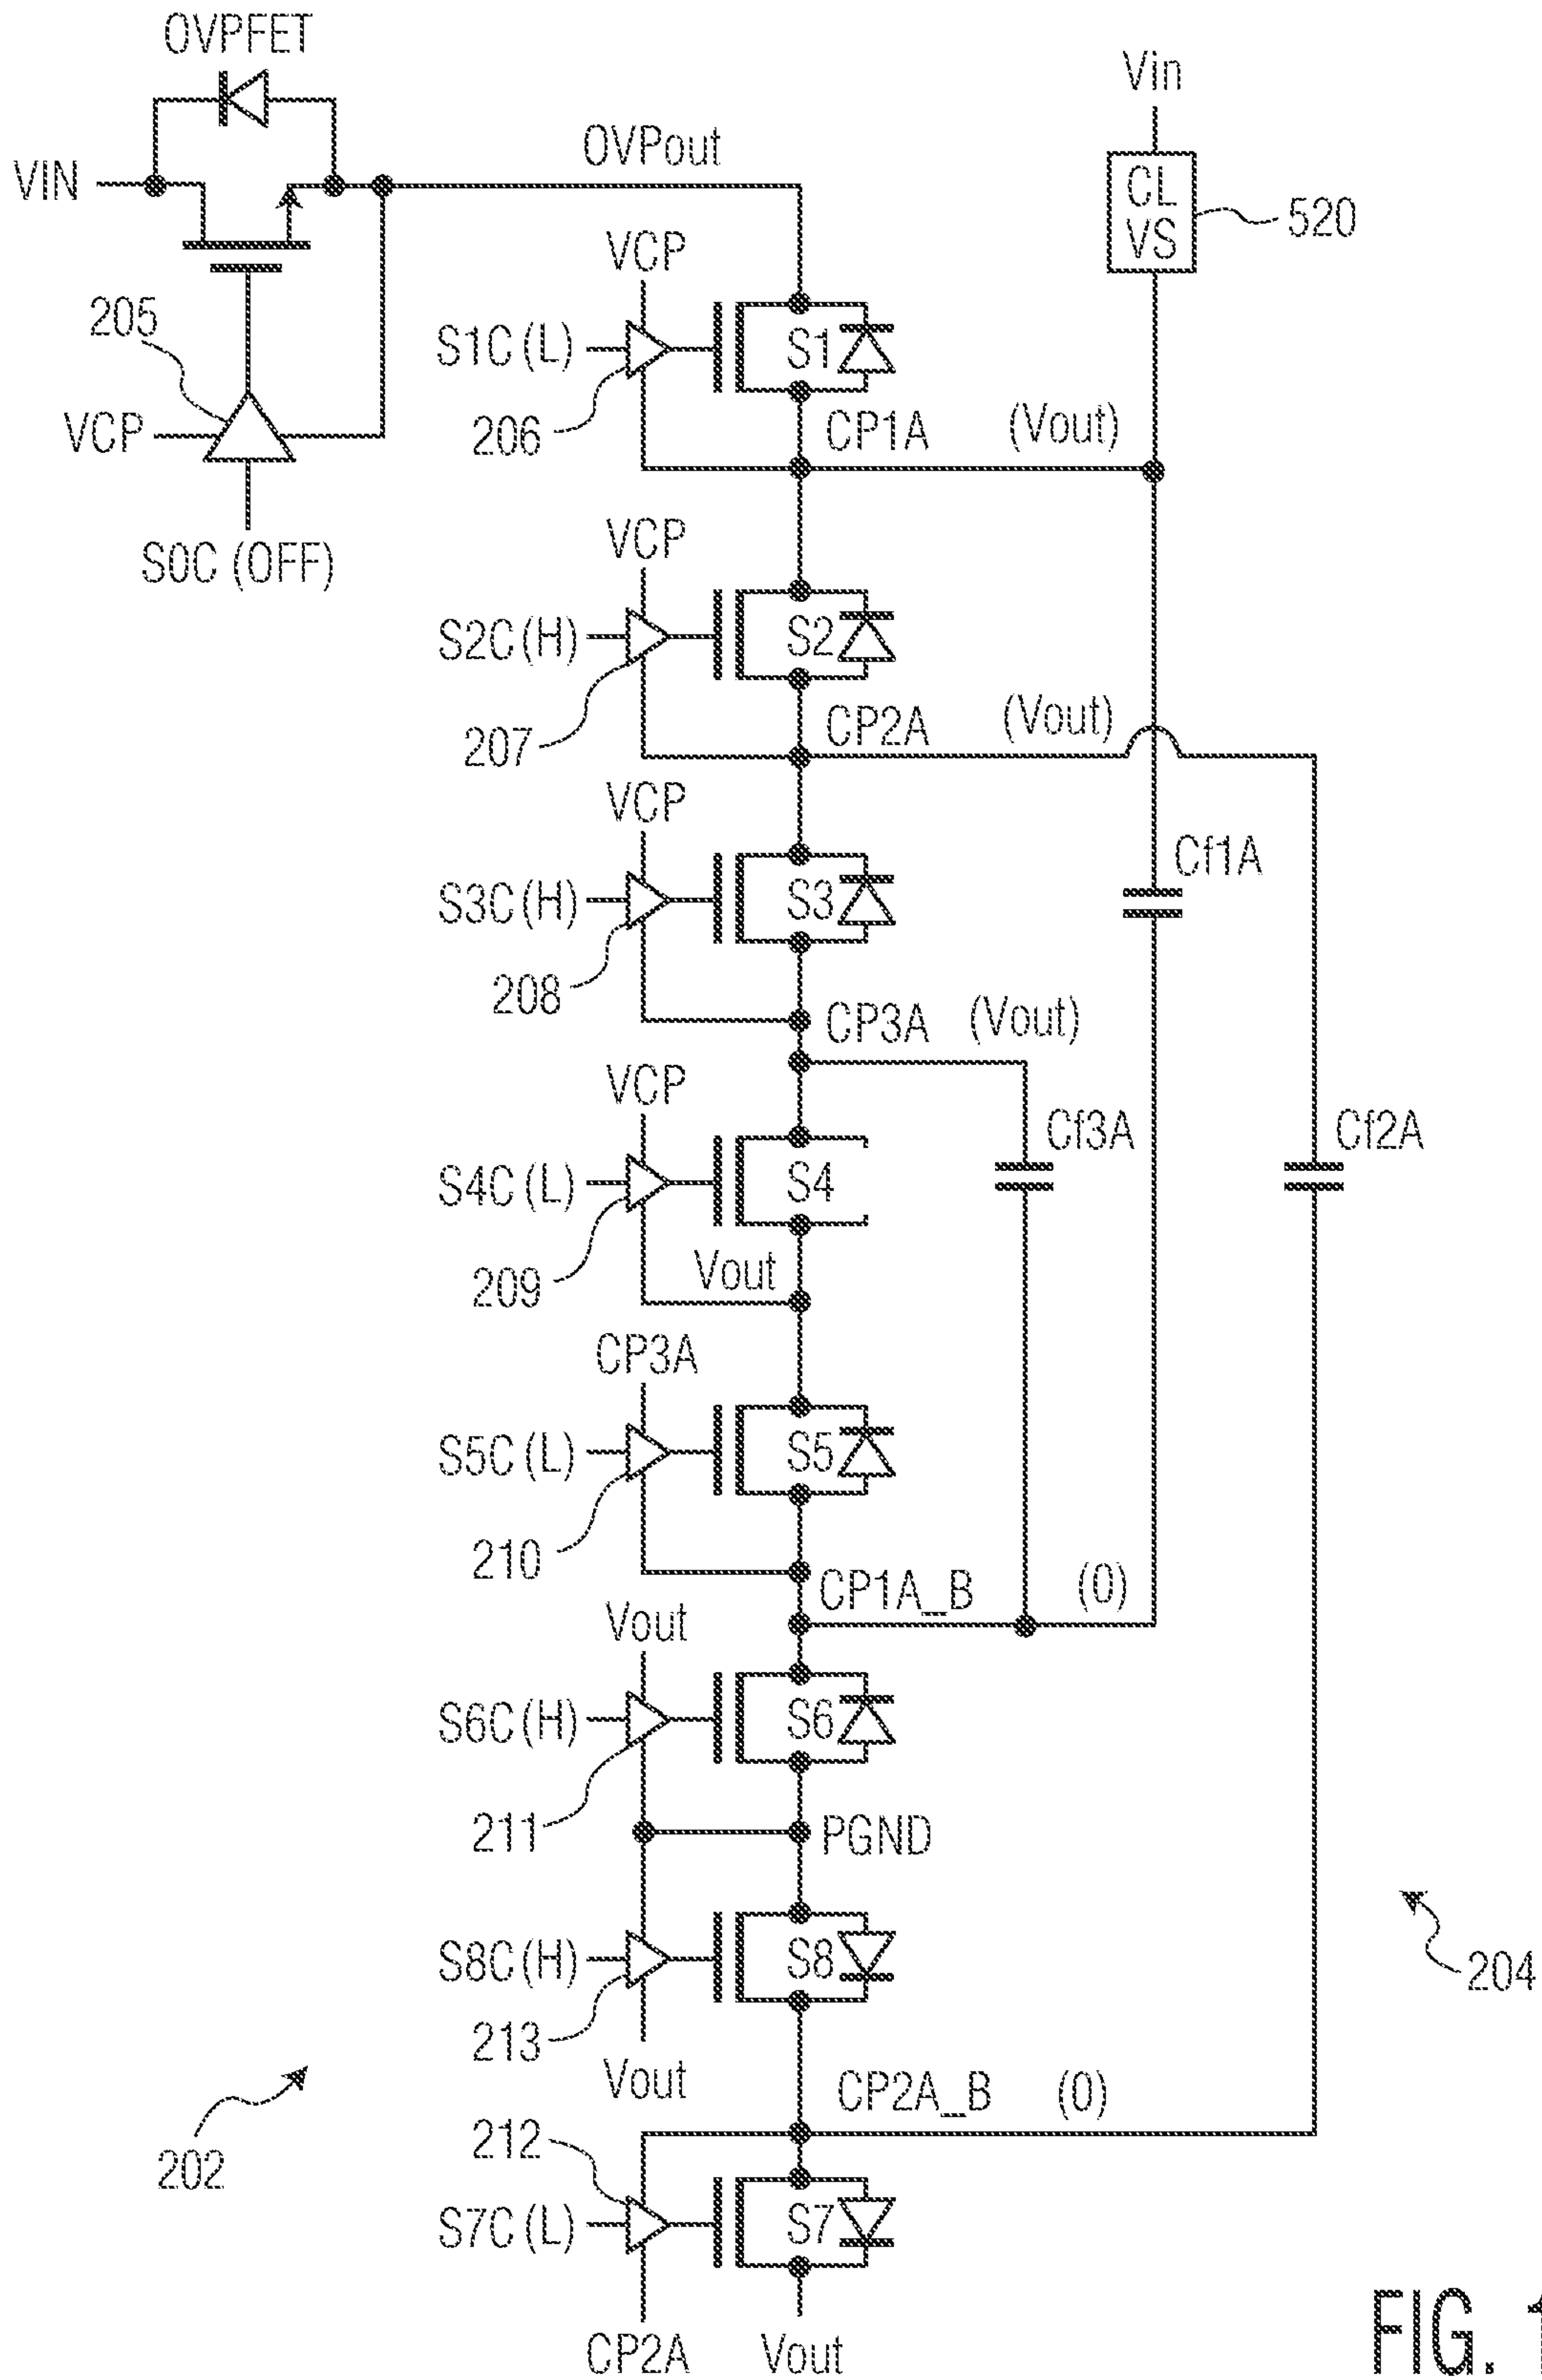 OVPFET
Vin
VIN
OVPout
CL
VS
520
VCP
205
S1C (L)
S1
206
CP1A
(Vout)
VCP
S0C (OFF)
VCP
S2C (H)
S2
207
CP2A
(Vout)
VCP
Cf1A
S3C (H)
S3
208
CP3A
(Vout)
VCP
Cf3A
Cf2A
S4C (L)
S4
209
Vout
CP3A
S5C (L)
S5
210
CP1A_B
(0)
Vout
S6C (H)
S6
211
PGND
S8C (H)
S8
204
213
Vout
CP2A_B
(0)
212
202
S7C (L)
S7
CP2A
Vout
FIG.